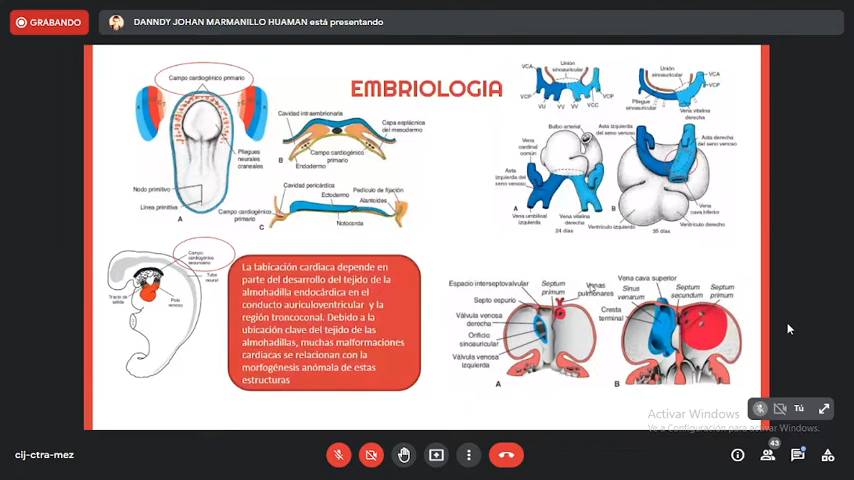 GRABANDO
DANNDY JOHAN MARMANILLO HUAMAN está presentando
EMBRIOLOGIA
Campo cardiogénico primario
Pliegues
neurales
craneales
Nodo primitivo
Línea primitiva
A
Cavidad intraembrionaria
Capa esplácnica
del mesodermo
Campo cardiogénico
primario
Endodermo
B
Cavidad pericárdica
Ectodermo
Pedículo de fijación
Alantoides
Campo cardiogénico
primario
Notocorda
C
Campo
cardiogénico
secundario
Tubo
neural
Tracto de
salida
Polo
venoso
La tabicación cardiaca depende en
parte del desarrollo del tejido de la
almohadilla endocárdica en el
conducto auriculoventricular y la
región troncoconal. Debido a la
ubicación clave del tejido de las
almohadillas, muchas malformaciones
cardiacas se relacionan con la
morfogénesis anómala de estas
estructuras
VCA
Unión
sinoauricular
VCP
VCP
VU
VV
VV
VCC
Unión
sinoauricular
VCA
VCP
Pliegue
sinoauricular
Vena vitelina
derecha
Bulbo arterial
Asta izquierda
del seno venoso
Asta derecha
del seno venoso
Vena
cardinal
común
Asta
izquierda
del seno
venoso
Vena
cava inferior
A
Vena umbilical
izquierda
Vena vitelina
derecha
24 días
B
Ventrículo izquierdo
Ventrículo derecho
35 días
Espacio interseptovalvular
Septum
primum
Venas
pulmonares
Septo espurio
Válvula venosa
derecha
Orificio
sinoauricular
Válvula venosa
izquierda
A
Vena cava superior
Sinus
venarum
Septum
secundum
Septum
primum
Cresta
terminal
B
Activar Windows
Ve a Configuración para activar Windows.
Tú
cij-ctra-mez
43